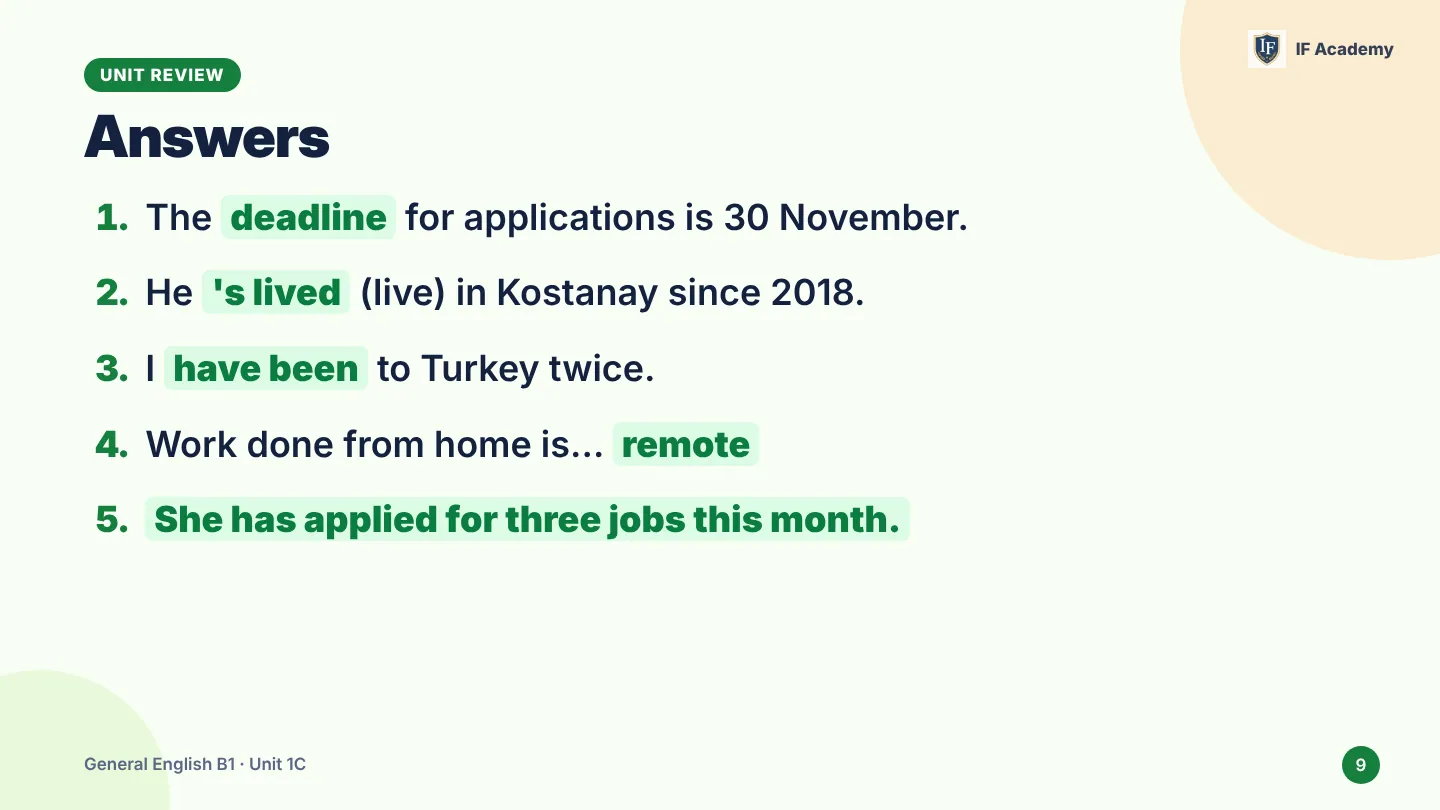 IF IF Academy
UNIT REVIEW
Answers
1. The deadline for applications is 30 November.
2. He 's lived (live) in Kostanay since 2018.
3. I have been to Turkey twice.
4. Work done from home is… remote
5. She has applied for three jobs this month.
General English B1 · Unit 1C
9